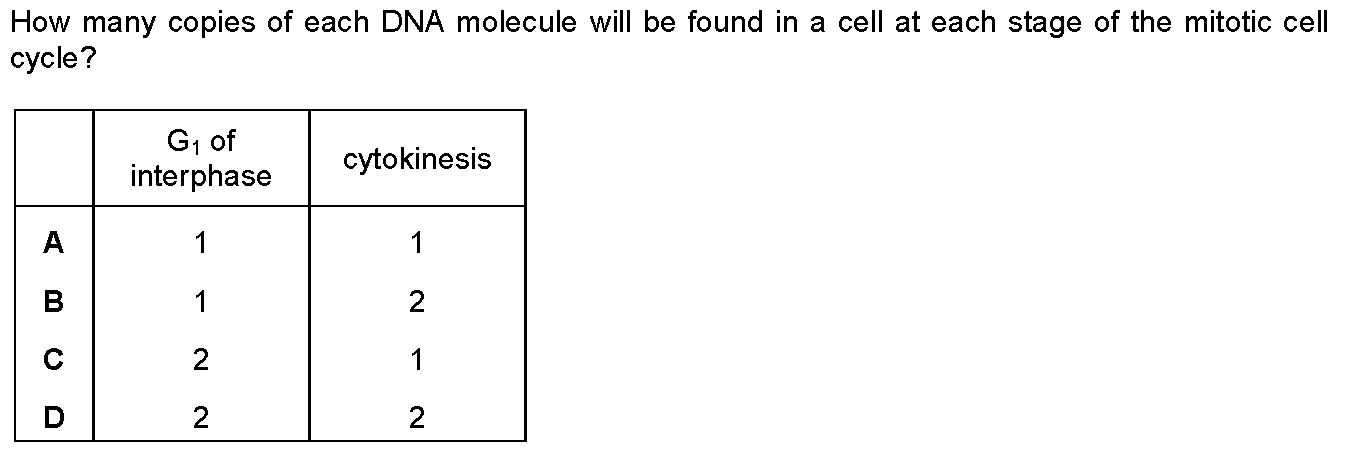 How many copies of each DNA molecule will be found in a cell at each stage of the mitotic cell
cycle?
G₁ of
interphase
cytokinesis
A 1 1
B 1 2
C 2 1
D 2 2